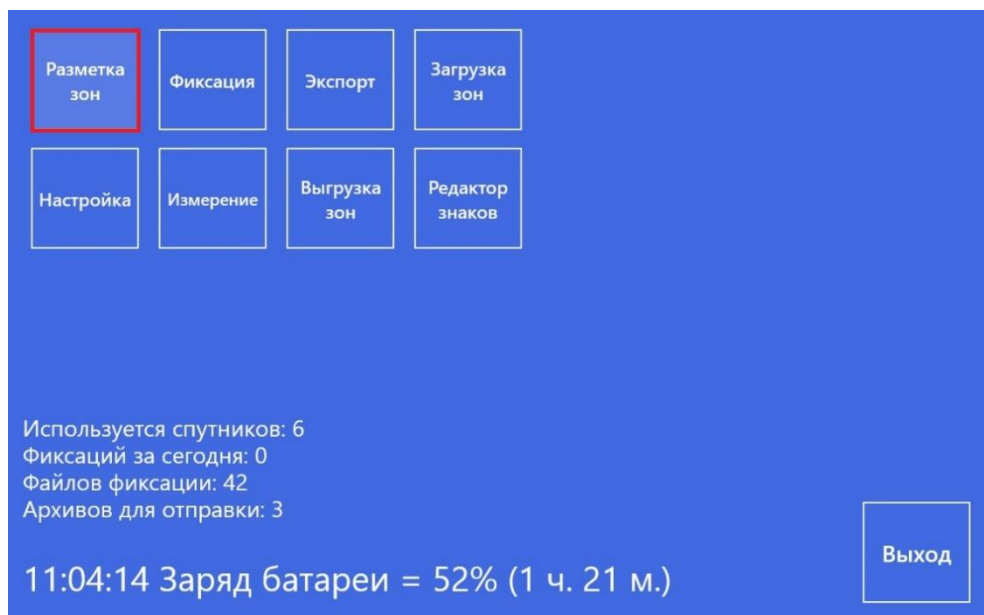 Разметка
зон
Фиксация
Экспорт
Загрузка
зон
Настройка
Измерение
Выгрузка
зон
Редактор
знаков
Используется спутников: 6
Фиксаций за сегодня: 0
Файлов фиксации: 42
Архивов для отправки: 3
Выход
11:04:14 Заряд батареи = 52% (1 ч. 21 м.)